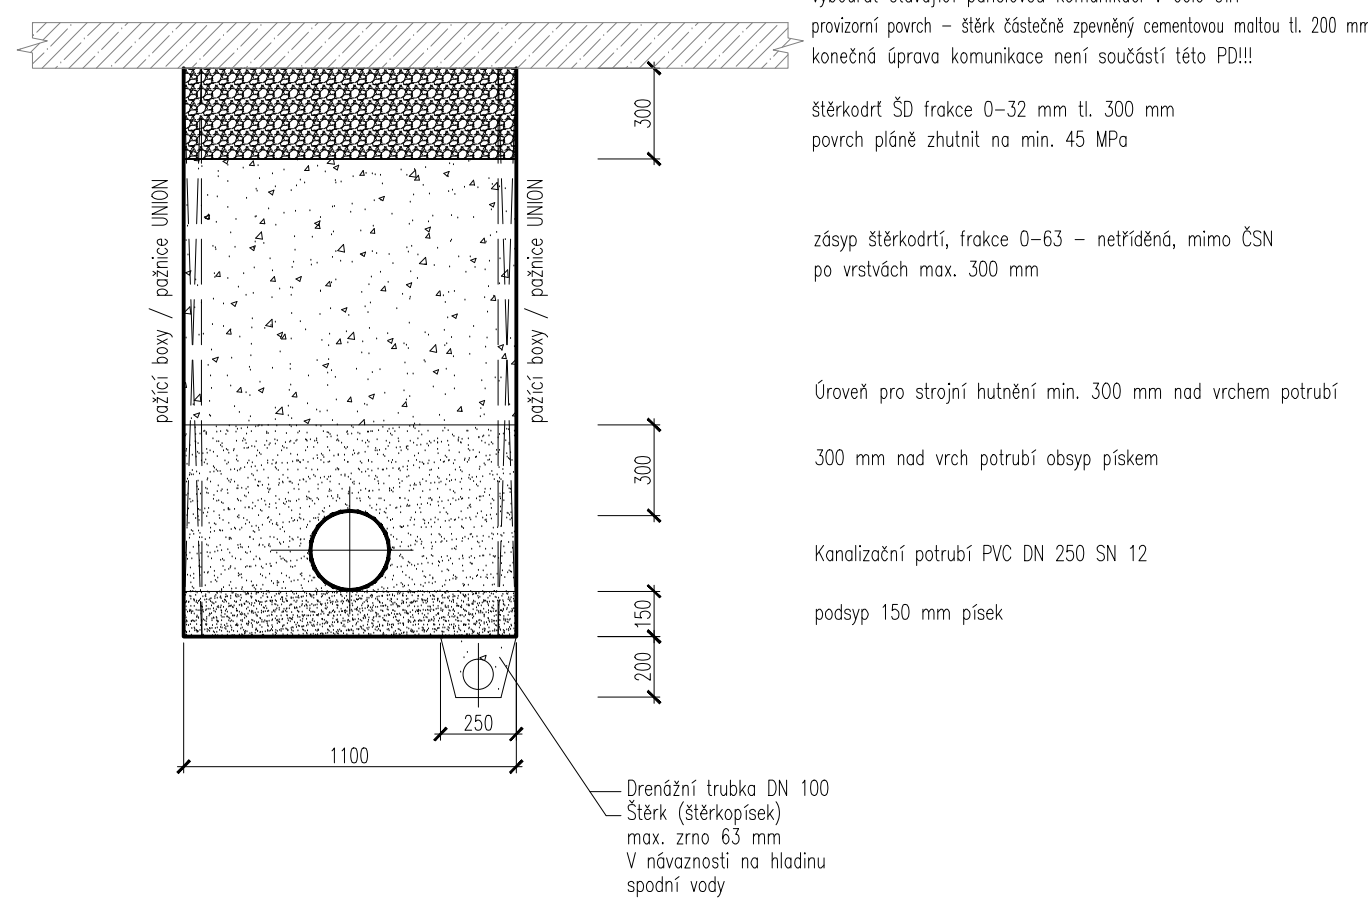 provizorní povrch – štěrk částečně zpevněný cementovou maltou tl. 200 mm
konečná úprava komunikace není součástí této PD!!!
štěrkodrť ŠD frakce 0–32 mm tl. 300 mm
povrch pláně zhutnit na min. 45 MPa
zásyp štěrkodrtí, frakce 0–63 – netříděná, mimo ČSN
po vrstvách max. 300 mm
Úroveň pro strojní hutnění min. 300 mm nad vrchem potrubí
300 mm nad vrch potrubí obsyp pískem
Kanalizační potrubí PVC DN 250 SN 12
podsyp 150 mm písek
pažící boxy / pažnice UNION
pažící boxy / pažnice UNION
300
300
150
200
250
1100
Drenážní trubka DN 100
Štěrk (štěrkopísek)
max. zrno 63 mm
V návaznosti na hladinu
spodní vody